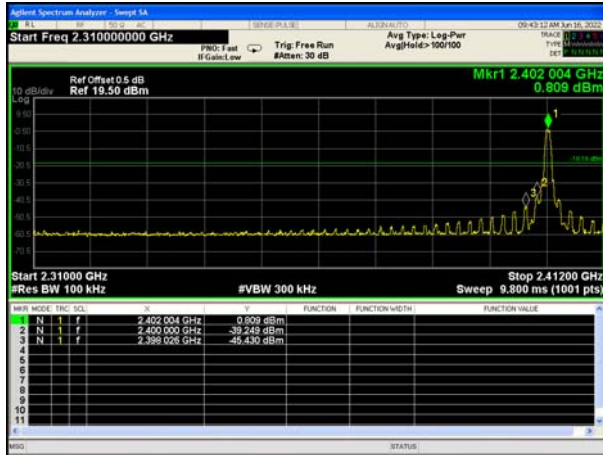 Agilent Spectrum Analyzer - Swept SA
RL RF 50 Ω AC SENSE:PULSE ALIGN AUTO 09:43:12 AM Jun 16, 2022
Start Freq 2.310000000 GHz
PNO: Fast
IFGain:Low
Trig: Free Run
#Atten: 30 dB
Avg Type: Log-Pwr
Avg|Hold:>100/100
TRACE 1 2 3 4 5
TYPE
DET
Ref Offset 0.5 dB
10 dB/div Ref 19.50 dBm
Mkr1 2.402 004 GHz
0.809 dBm
Log
9.50
-0.50
-10.5
-20.5
-30.5
-40.5
-50.5
-60.5
-70.5
1
2
3
Start 2.31000 GHz
Stop 2.41200 GHz
#Res BW 100 kHz
#VBW 300 kHz
Sweep 9.800 ms (1001 pts)
MKR MODE TRC SCL X Y FUNCTION FUNCTION WIDTH FUNCTION VALUE
1 N 1 f 2.402 004 GHz 0.809 dBm
2 N 1 f 2.400 000 GHz -39.249 dBm
3 N 1 f 2.398 026 GHz -45.430 dBm
4
5
6
7
8
9
10
11
MSG STATUS